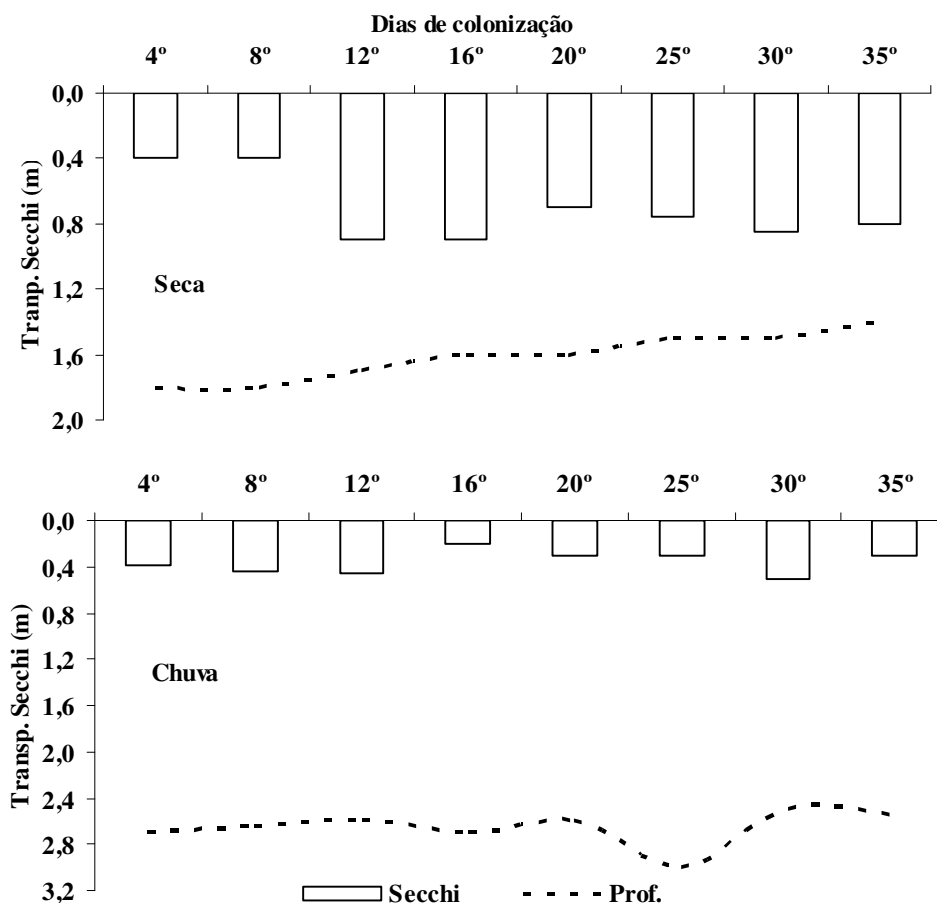 Dias de colonização
4º 8º 12º 16º 20º 25º 30º 35º
0,0
0,4
0,8
1,2
1,6
2,0
Tranp. Secchi (m)
Seca
4º 8º 12º 16º 20º 25º 30º 35º
0,0
0,4
0,8
1,2
1,6
2,0
2,4
2,8
3,2
Transp. Secchi (m)
Chuva
Secchi Prof.